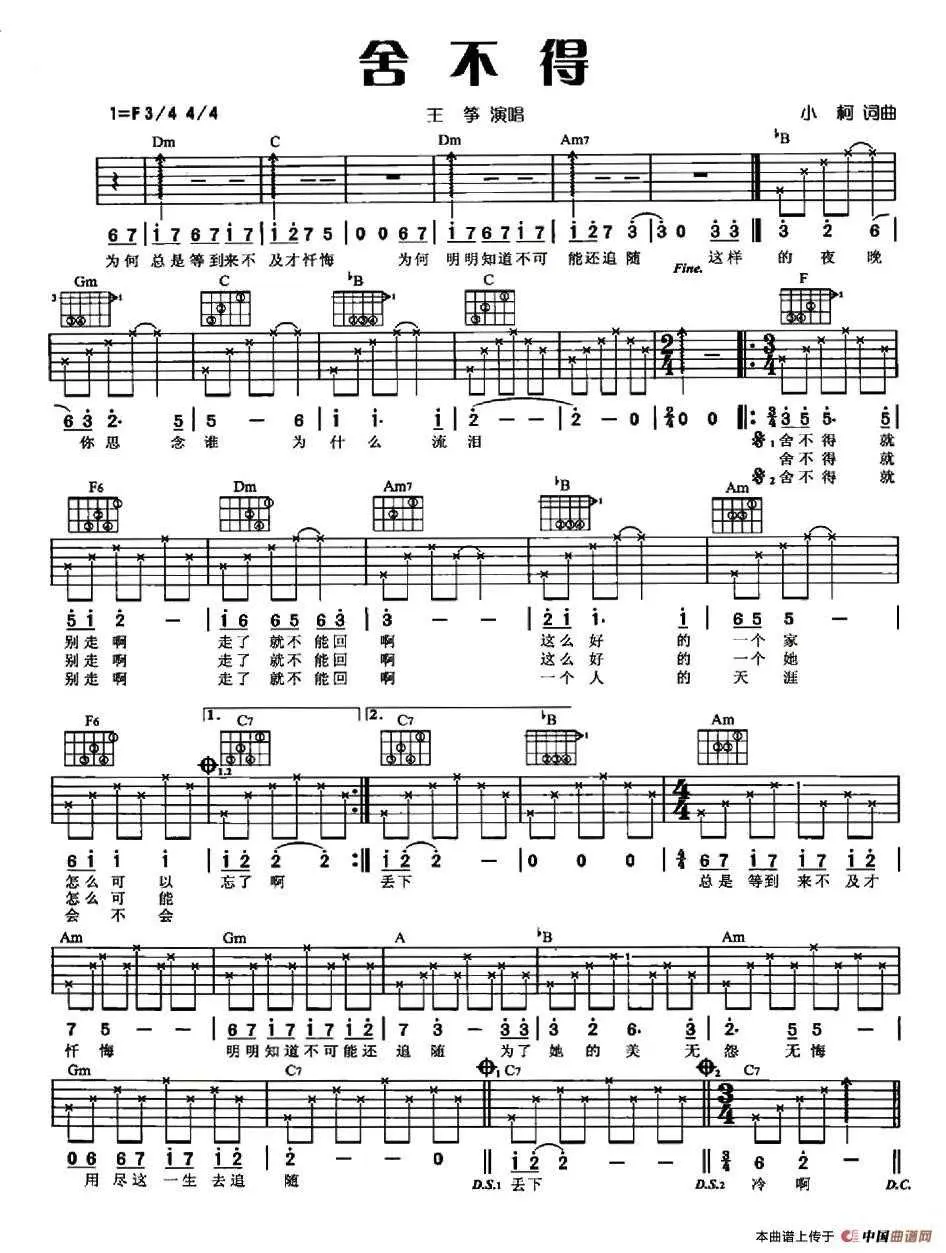 舍不得
1=F 3/4 4/4 王 筝 演唱 小 柯 词曲
Dm C Dm Am7 ♭B
6 7 | i 7 6 7 i 7 | i 2 7 5 | 0 0 6 7 | i 7 6 7 i 7 | i 2 7 3 | 3 0 3 3 | 3 2 6
为何 总是等到来不 及才忏悔 为何 明明知道不可 能还追随 这样 的 夜 晚
Fine.
Gm C ♭B C F
6 3 2· 5 | 5 – 6 | i i· i | 2 – – | 2 – 0 | 2/4 0 0 |: 3/4 3 5 5· 5 |
你 思 念 谁 为 什 么 流 泪 1 舍 不 得 就
舍 不 得 就
2 舍 不 得 就
F6 Dm Am7 ♭B Am
5 i 2 – | i 6 6 5 6 3 | 3 – – | 2 i i· i | 6 5 5 – |
别走啊 走了 就不能回 啊 这么好 的 一个家
别走啊 走了 就不能回 啊 这么好 的 一个她
别走啊 走了 就不能回 啊 一个人 的 天 涯
F6 1. C7 2. C7 ♭B Am
1.2
6 i i i | i 2 2 2 :| i 2 2 – | 0 0 0 | 4/4 6 7 i 7 i 7 i 2 |
怎么 可 以 忘了 啊 丢下 总是 等到 来不 及才
怎么 可 能
会 不 会
Am Gm A ♭B Am
7 5 – – | 6 7 i 7 i 7 i 2 | 7 3 – 3 3 | 3 2 6· 3 | 2· 5 5 – |
忏 悔 明明知道不可能还 追 随 为了 她 的 美 无 怨 无 悔
Gm C7 1 C7 2 C7
0 6 6 7 i 7 i 2 | 2 – – 0 || i 2 2 – || 3/4 6 2 –
用 尽这 一生 去追 随 D.S.1 丢下 D.S.2 冷 啊 D.C.
本曲谱上传于 中国曲谱网